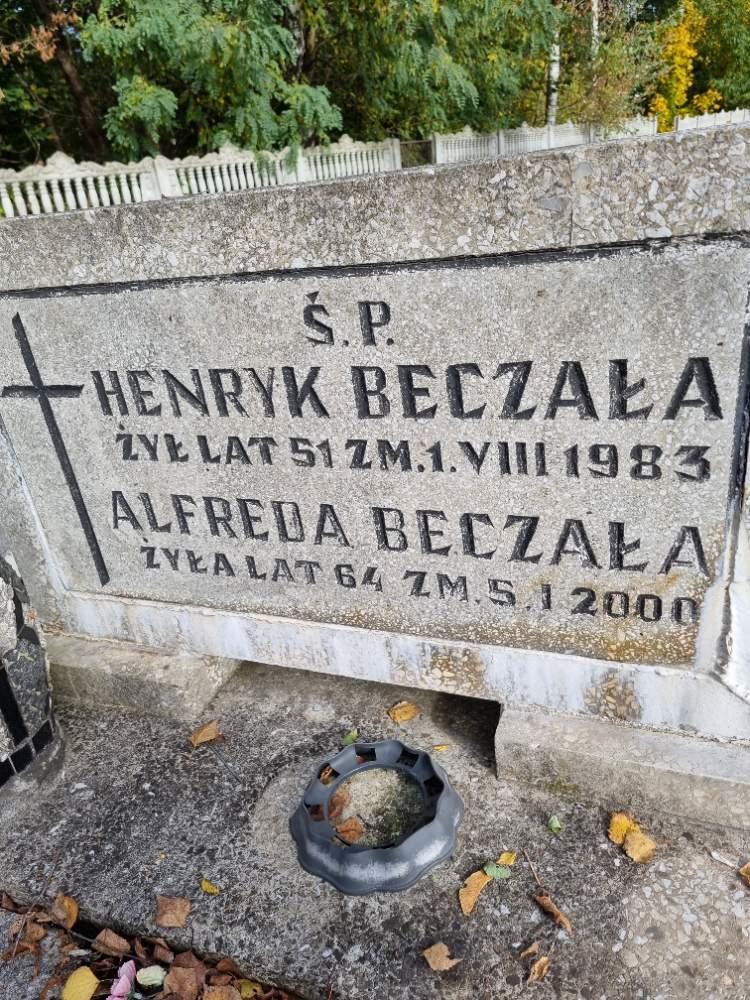 Ś.P.
HENRYK BECZAŁA
ŻYŁ LAT 51 ZM.1.VIII 1983
ALFREDA BECZAŁA
ŻYŁA LAT 64 ZM.5.I 2000